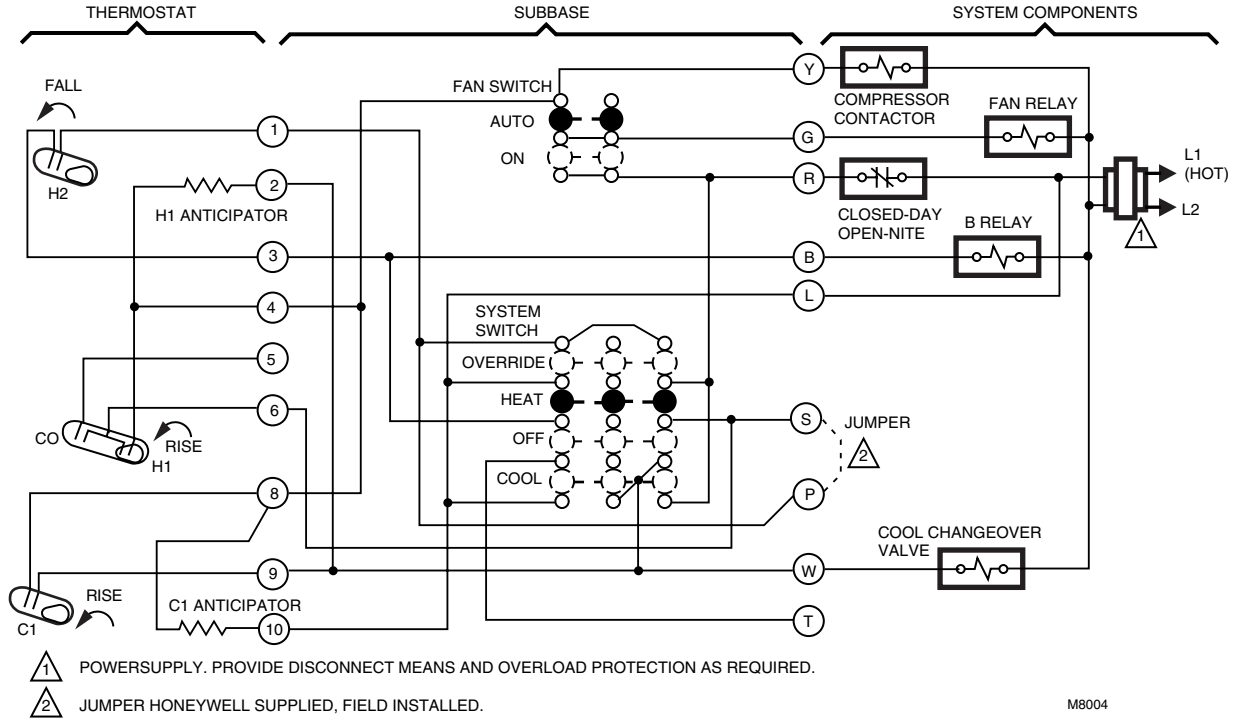 THERMOSTAT
SUBBASE
SYSTEM COMPONENTS
FALL
H2
1
2
H1 ANTICIPATOR
3
4
5
6
CO
RISE
H1
8
9
RISE
C1
C1 ANTICIPATOR
10
FAN SWITCH
AUTO
ON
SYSTEM
SWITCH
OVERRIDE
HEAT
OFF
COOL
Y
G
R
B
L
S
P
W
T
COMPRESSOR
CONTACTOR
FAN RELAY
CLOSED-DAY
OPEN-NITE
B RELAY
L1
(HOT)
L2
1
JUMPER
2
COOL CHANGEOVER
VALVE
1 POWERSUPPLY. PROVIDE DISCONNECT MEANS AND OVERLOAD PROTECTION AS REQUIRED.
2 JUMPER HONEYWELL SUPPLIED, FIELD INSTALLED.
M8004